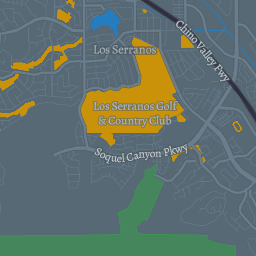 Chino Valley Fwy
Los Serranos
Los Serranos Golf
& Country Club
Soquel Canyon Pkwy